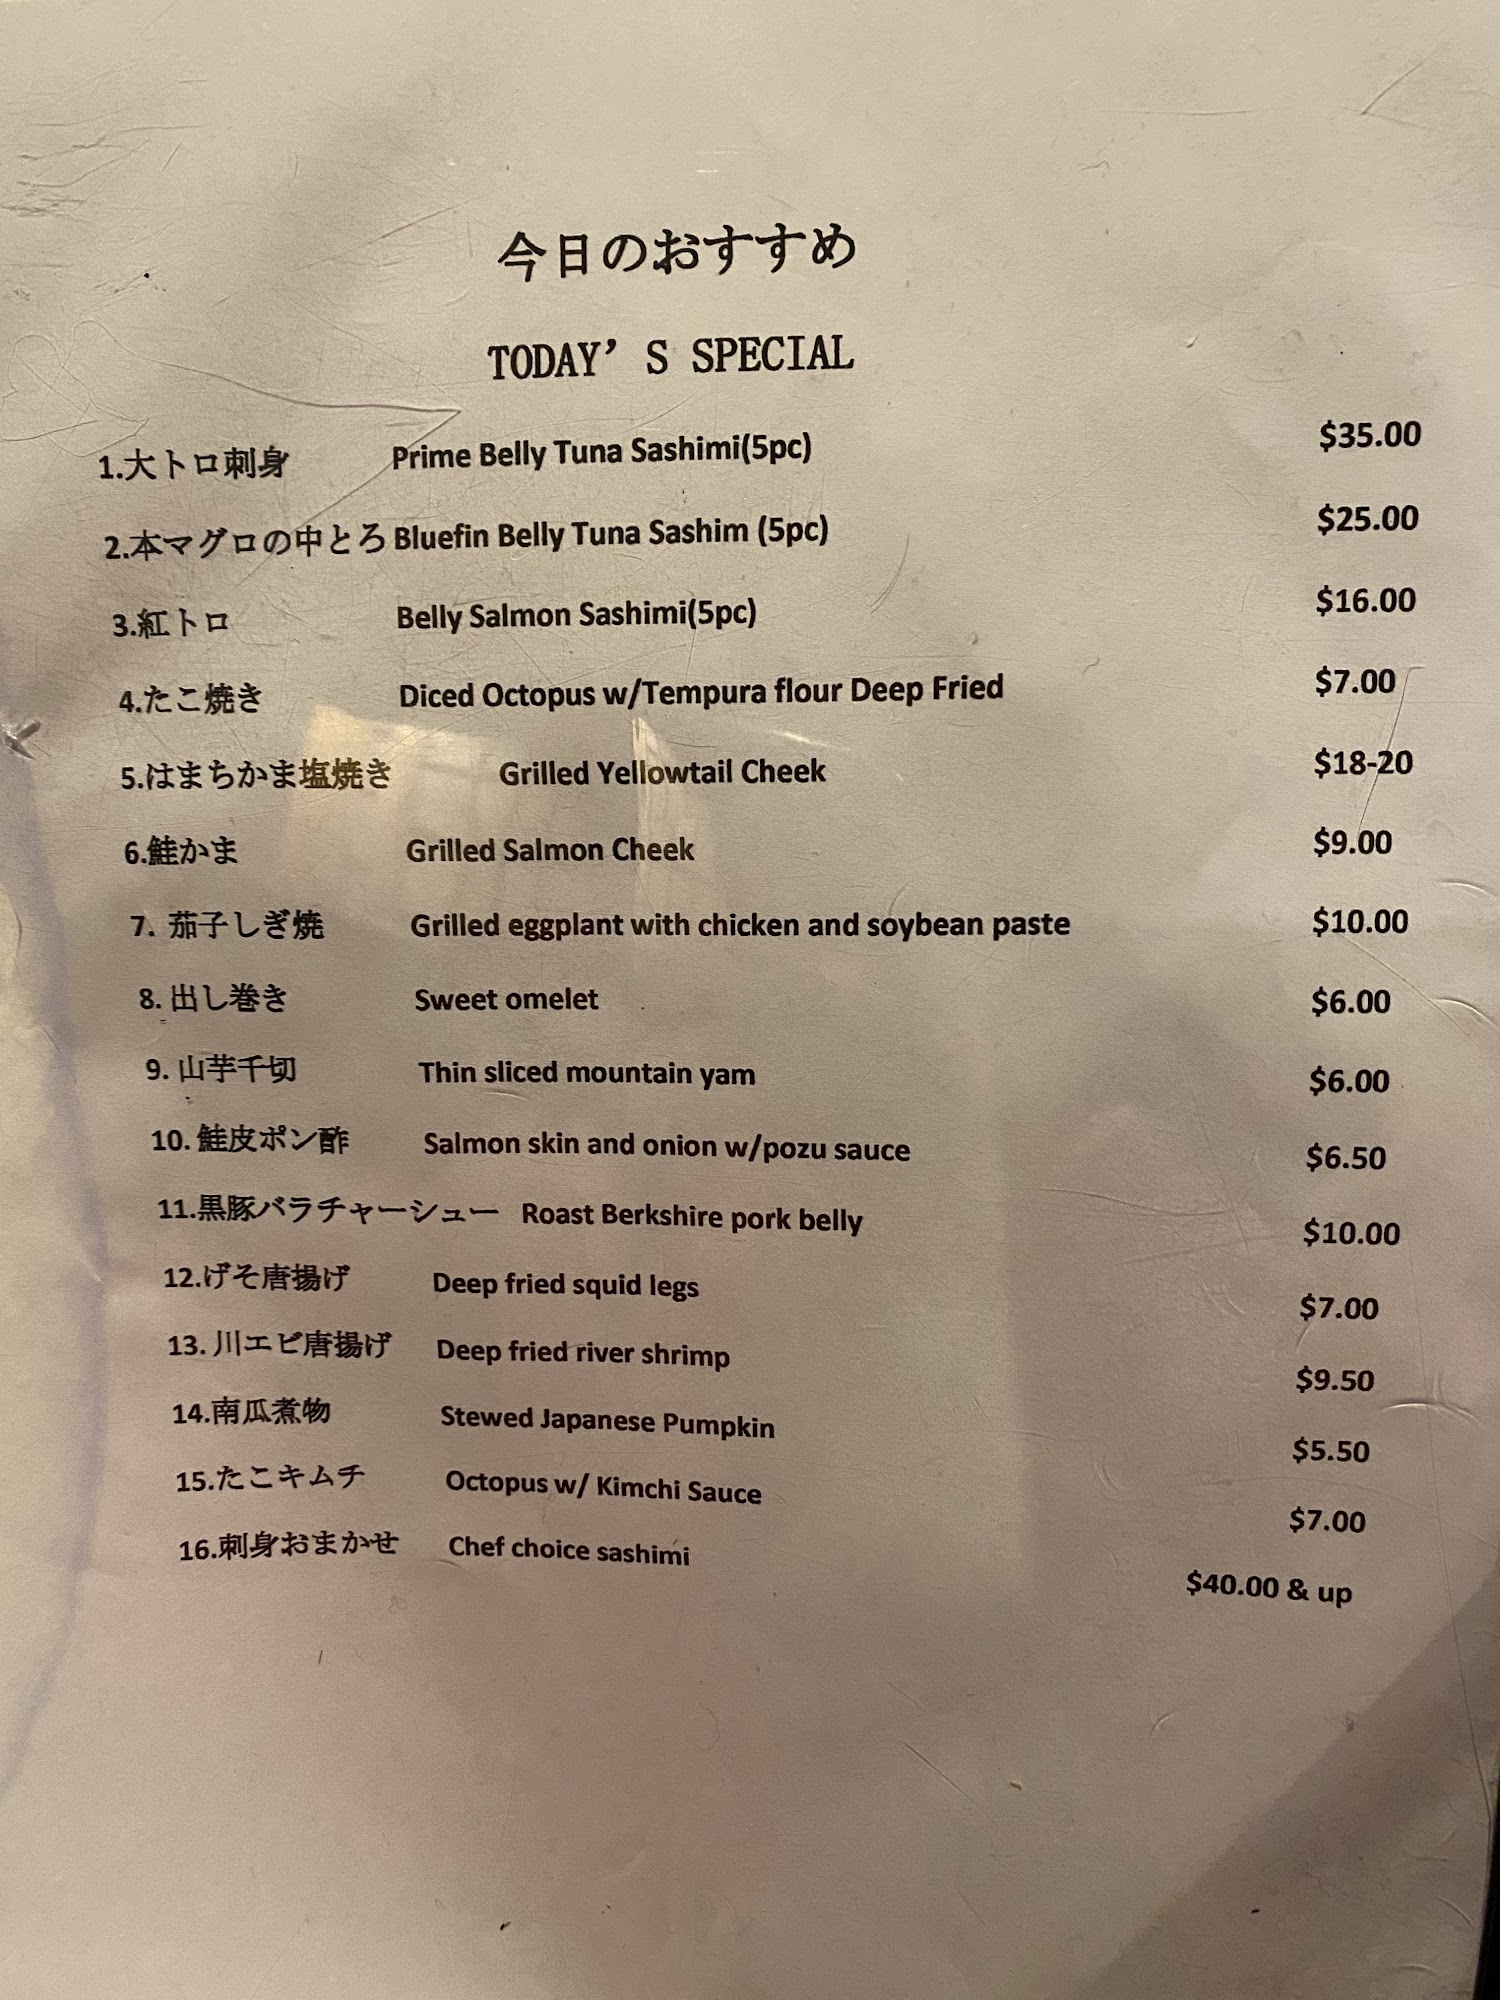 今日のおすすめ
TODAY'S SPECIAL
1.大トロ刺身 Prime Belly Tuna Sashimi(5pc) $35.00
2.本マグロの中とろ Bluefin Belly Tuna Sashim (5pc) $25.00
3.紅トロ Belly Salmon Sashimi(5pc) $16.00
4.たこ焼き Diced Octopus w/Tempura flour Deep Fried $7.00
5.はまちかま塩焼き Grilled Yellowtail Cheek $18-20
6.鮭かま Grilled Salmon Cheek $9.00
7. 茄子しぎ焼 Grilled eggplant with chicken and soybean paste $10.00
8. 出し巻き Sweet omelet $6.00
9. 山芋千切 Thin sliced mountain yam $6.00
10. 鮭皮ポン酢 Salmon skin and onion w/pozu sauce $6.50
11.黒豚バラチャーシュー Roast Berkshire pork belly $10.00
12.げそ唐揚げ Deep fried squid legs $7.00
13. 川エビ唐揚げ Deep fried river shrimp $9.50
14.南瓜煮物 Stewed Japanese Pumpkin $5.50
15.たこキムチ Octopus w/ Kimchi Sauce $7.00
16.刺身おまかせ Chef choice sashimi $40.00 & up